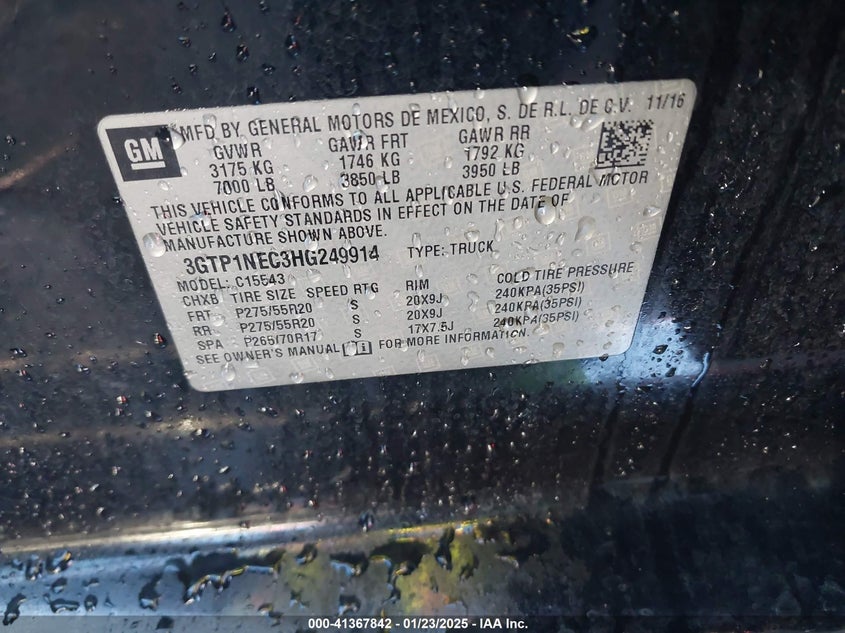 GM
MFD BY GENERAL MOTORS DE MEXICO, S. DE R.L. DE C.V. 11/16
GVWR GAWR FRT GAWR RR
3175 KG 1746 KG 1792 KG
7000 LB 3850 LB 3950 LB
THIS VEHICLE CONFORMS TO ALL APPLICABLE U.S. FEDERAL MOTOR
VEHICLE SAFETY STANDARDS IN EFFECT ON THE DATE OF
MANUFACTURE SHOWN ABOVE.
3GTP1NEC3HG249914 TYPE: TRUCK
MODEL: C15543
CHXB TIRE SIZE SPEED RTG RIM COLD TIRE PRESSURE
FRT P275/55R20 S 20X9J 240KPA(35PSI)
RR P275/55R20 S 20X9J 240KPA(35PSI)
SPA P265/70R17 S 17X7.5J 240KPA(35PSI)
SEE OWNER'S MANUAL FOR MORE INFORMATION.
000-41367842 - 01/23/2025 - IAA Inc.